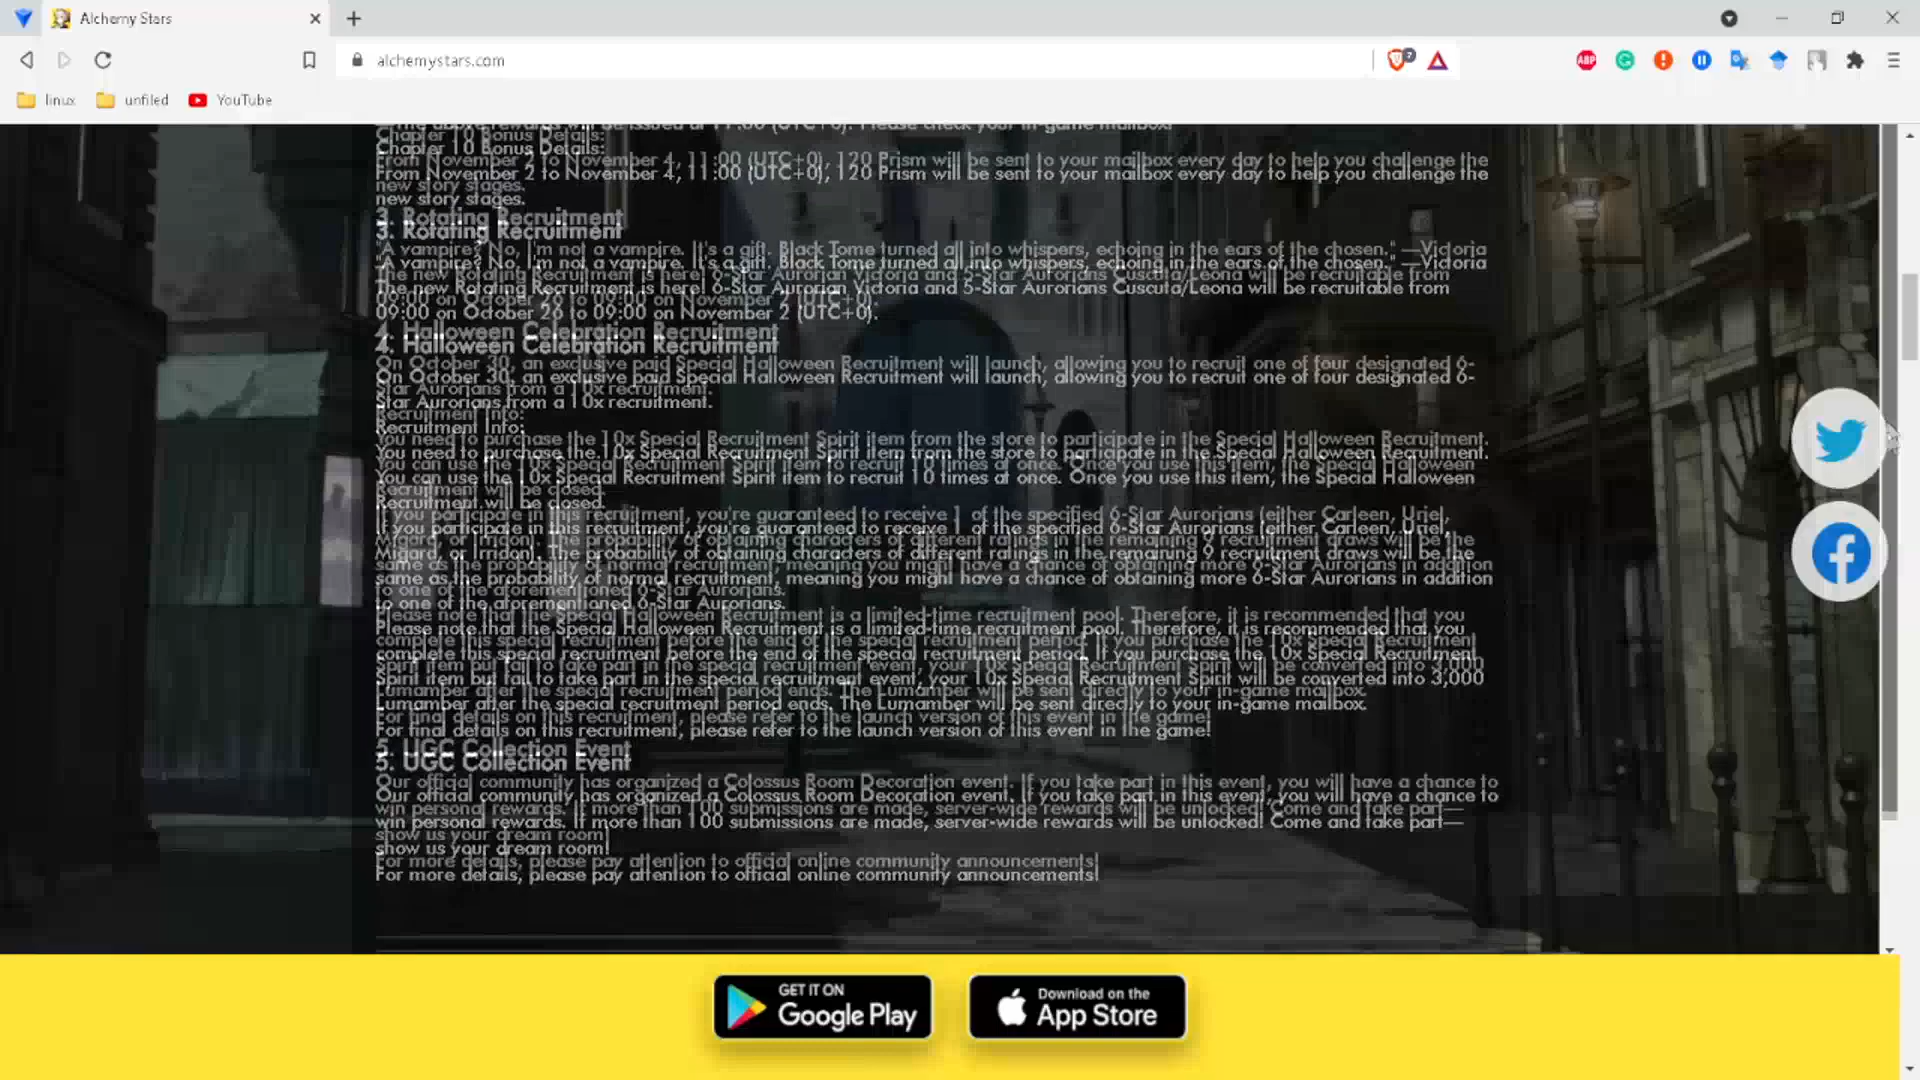 Alchemy Stars
alchemystars.com
7
ABP
linux
unfiled
YouTube
The above rewards will be issued at 11:00 (UTC+0). Please check your in-game mailbox.
Chapter 10 Bonus Details:
From November 2 to November 4, 11:00 (UTC+0), 120 Prism will be sent to your mailbox every day to help you challenge the
new story stages.
3. Rotating Recruitment
"A vampire? No, I'm not a vampire. It's a gift. Black Tome turned all into whispers, echoing in the ears of the chosen." —Victoria
The new Rotating Recruitment is here! 6-Star Aurorian Victoria and 5-Star Aurorians Cuscuta/Leona will be recruitable from
09:00 on October 26 to 09:00 on November 2 (UTC+0).
4. Halloween Celebration Recruitment
On October 30, an exclusive paid Special Halloween Recruitment will launch, allowing you to recruit one of four designated 6-
Star Aurorians from a 10x recruitment.
Recruitment Info:
You need to purchase the 10x Special Recruitment Spirit item from the store to participate in the Special Halloween Recruitment.
You can use the 10x Special Recruitment Spirit item to recruit 10 times at once. Once you use this item, the Special Halloween
Recruitment will be closed.
If you participate in this recruitment, you're guaranteed to receive 1 of the specified 6-Star Aurorians (either Carleen, Uriel,
Migard, or Irridon). The probability of obtaining characters of different ratings in the remaining 9 recruitment draws will be the
same as the probability of normal recruitment, meaning you might have a chance of obtaining more 6-Star Aurorians in addition
to one of the aforementioned 6-Star Aurorians.
Please note that the Special Halloween Recruitment is a limited-time recruitment pool. Therefore, it is recommended that you
complete this special recruitment before the end of the special recruitment period. If you purchase the 10x Special Recruitment
Spirit item but fail to take part in the special recruitment event, your 10x Special Recruitment Spirit will be converted into 3,000
Lumamber after the special recruitment period ends. The Lumamber will be sent directly to your in-game mailbox.
For final details on this recruitment, please refer to the launch version of this event in the game!
5. UGC Collection Event
Our official community has organized a Colossus Room Decoration event. If you take part in this event, you will have a chance to
win personal rewards. If more than 100 submissions are made, server-wide rewards will be unlocked! Come and take part—
show us your dream room!
For more details, please pay attention to official online community announcements!
GET IT ON
Google Play
Download on the
App Store